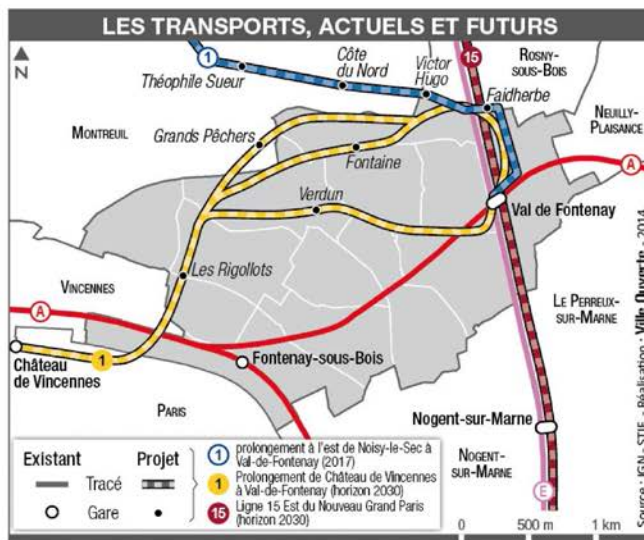 LES TRANSPORTS, ACTUELS ET FUTURS
N
1
Théophile Sueur
Côte
du Nord
Victor
Hugo
15
ROSNY-
SOUS-BOIS
Faidherbe
NEUILLY-
PLAISANCE
MONTREUIL
Grands Pêchers
Fontaine
A
Verdun
Val de Fontenay
Les Rigollots
VINCENNES
A
LE PERREUX-
SUR-MARNE
Château
de Vincennes
1
Fontenay-sous-Bois
PARIS
Nogent-sur-Marne
NOGENT-
SUR-MARNE
E
Existant
Projet
Tracé
Gare
1 prolongement à l'est de Noisy-le-Sec à
Val-de-Fontenay (2017)
1 Prolongement de Château de Vincennes
à Val-de-Fontenay (horizon 2030)
15 Ligne 15 Est du Nouveau Grand Paris
(horizon 2030)
0 500 m 1 km
Source : IGN - STIF - Réalisation : Ville Ouverte - 2014